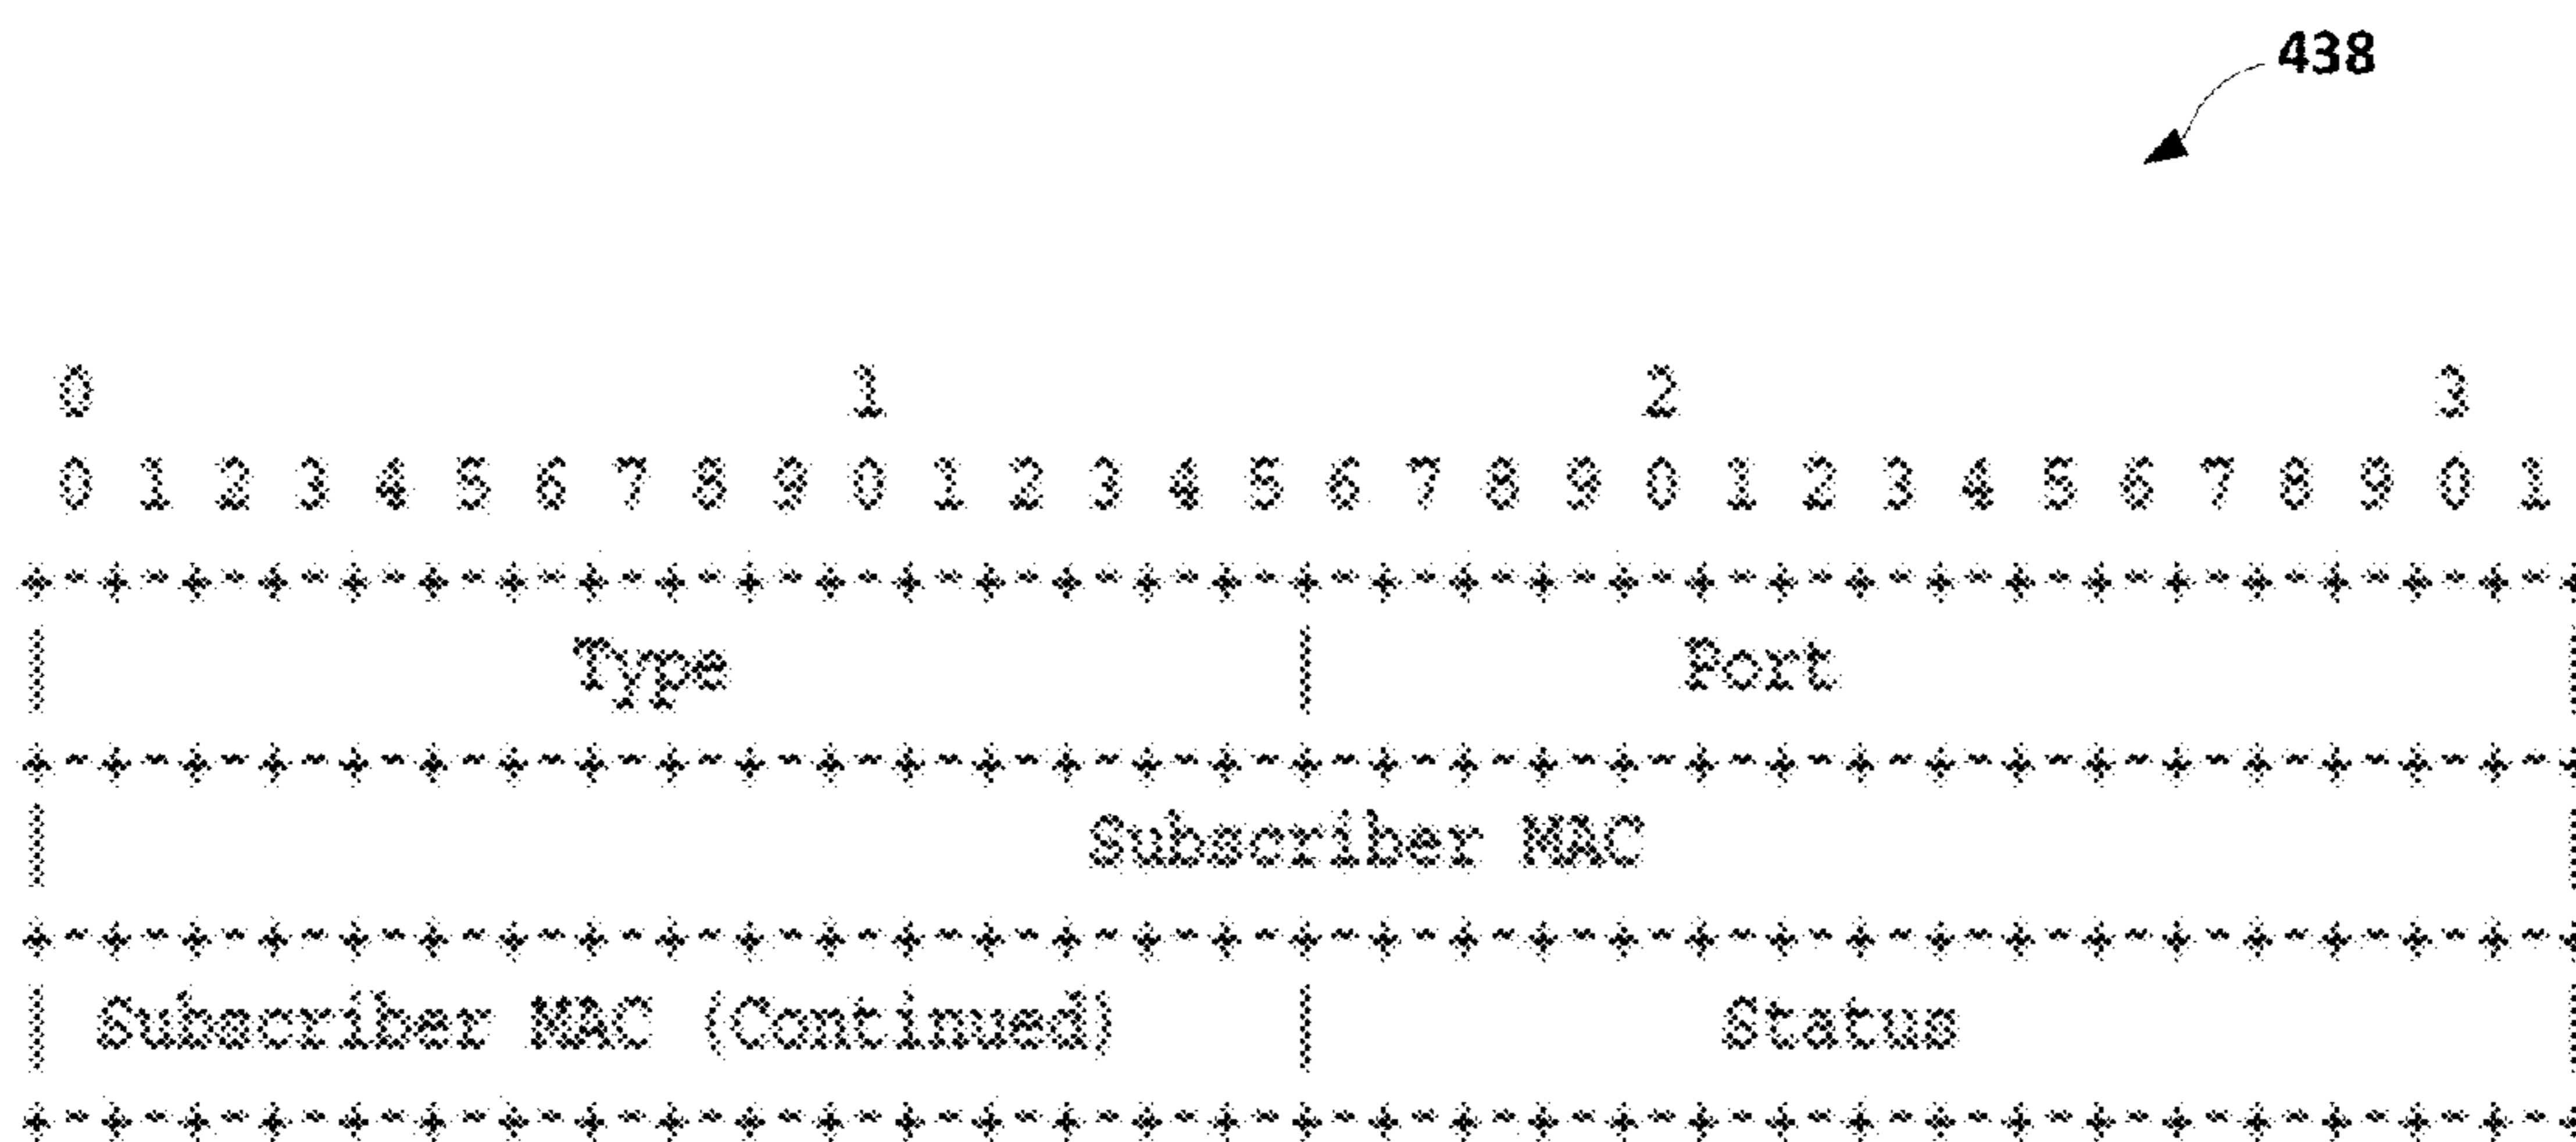 438
0 1 2 3
0 1 2 3 4 5 6 7 8 9 0 1 2 3 4 5 6 7 8 9 0 1 2 3 4 5 6 7 8 9 0 1
+-+-+-+-+-+-+-+-+-+-+-+-+-+-+-+-+-+-+-+-+-+-+-+-+-+-+-+-+-+-+-+-+
| Type | Port |
+-+-+-+-+-+-+-+-+-+-+-+-+-+-+-+-+-+-+-+-+-+-+-+-+-+-+-+-+-+-+-+-+
| Subscriber MAC |
+-+-+-+-+-+-+-+-+-+-+-+-+-+-+-+-+-+-+-+-+-+-+-+-+-+-+-+-+-+-+-+-+
| Subscriber MAC (Continued) | Status |
+-+-+-+-+-+-+-+-+-+-+-+-+-+-+-+-+-+-+-+-+-+-+-+-+-+-+-+-+-+-+-+-+